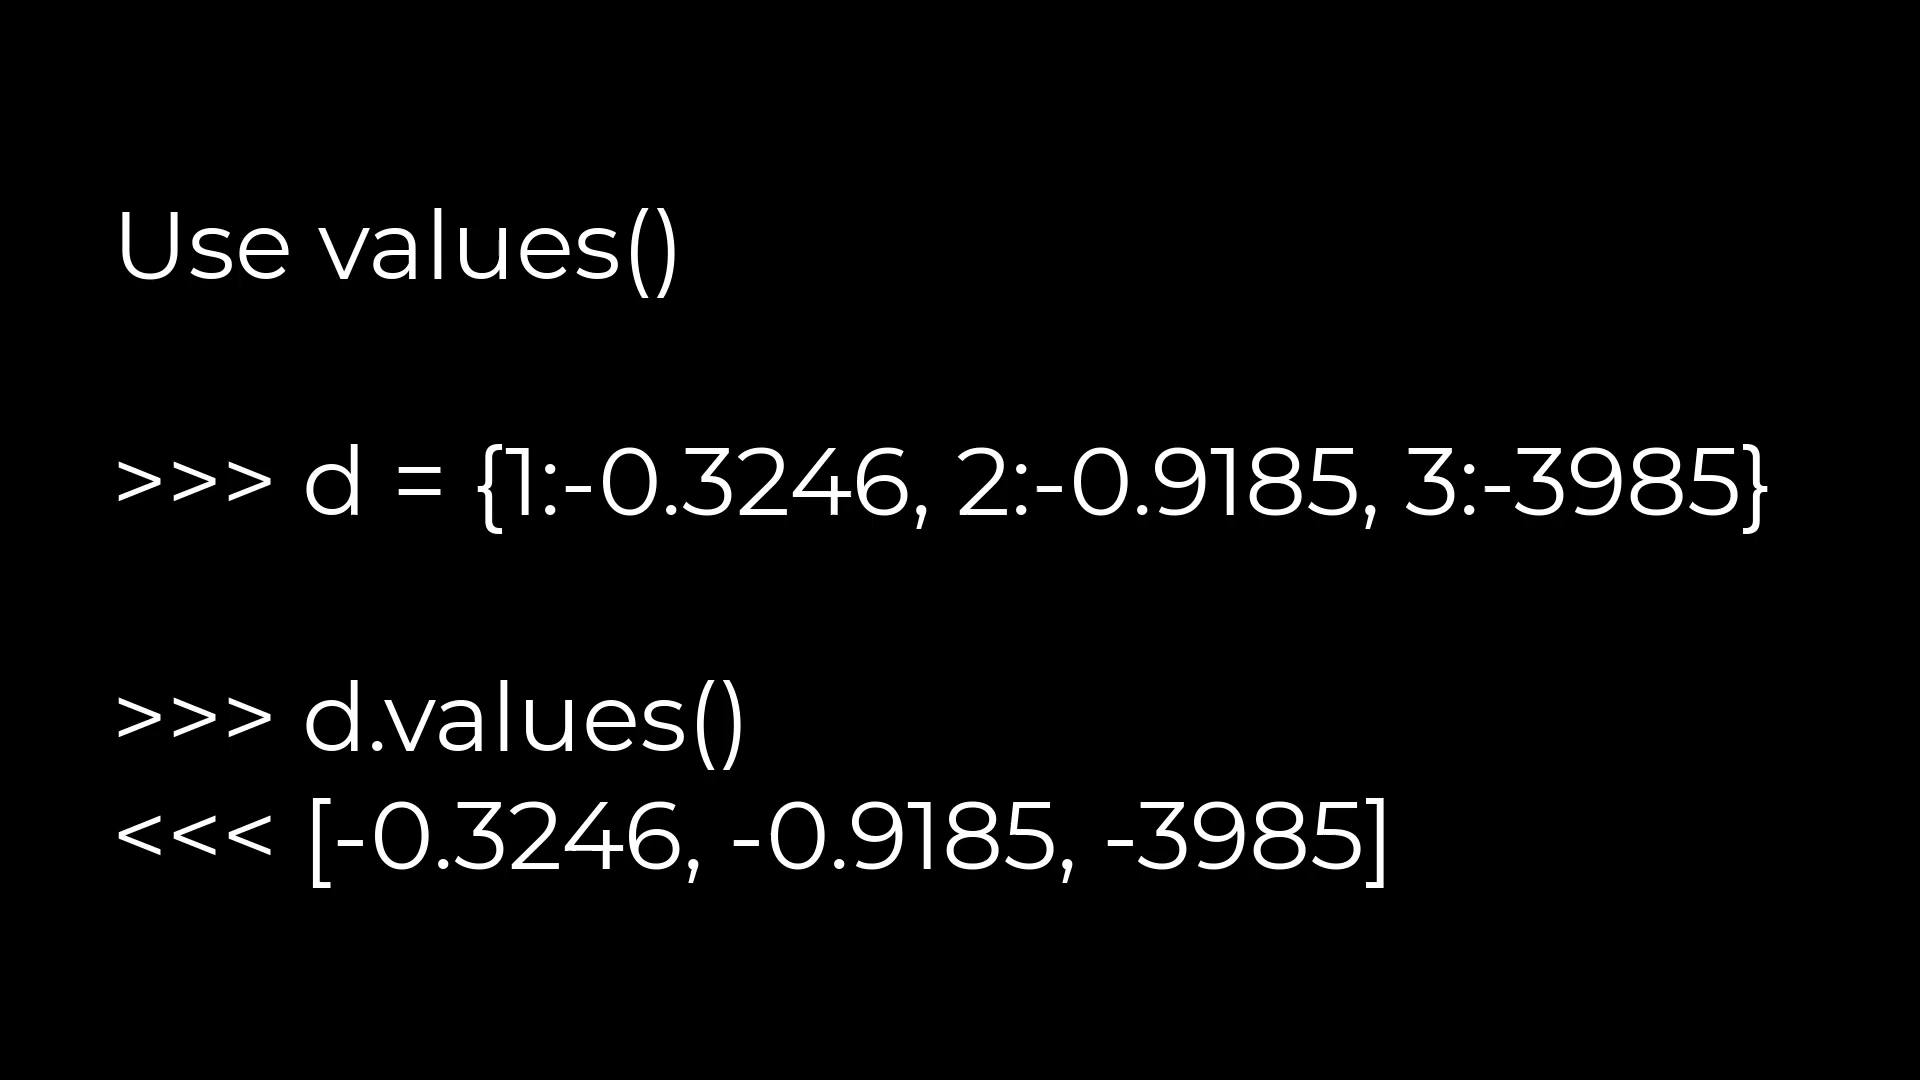 Use values()
>>> d = {1:-0.3246, 2:-0.9185, 3:-3985}
>>> d.values()
<<< [-0.3246, -0.9185, -3985]